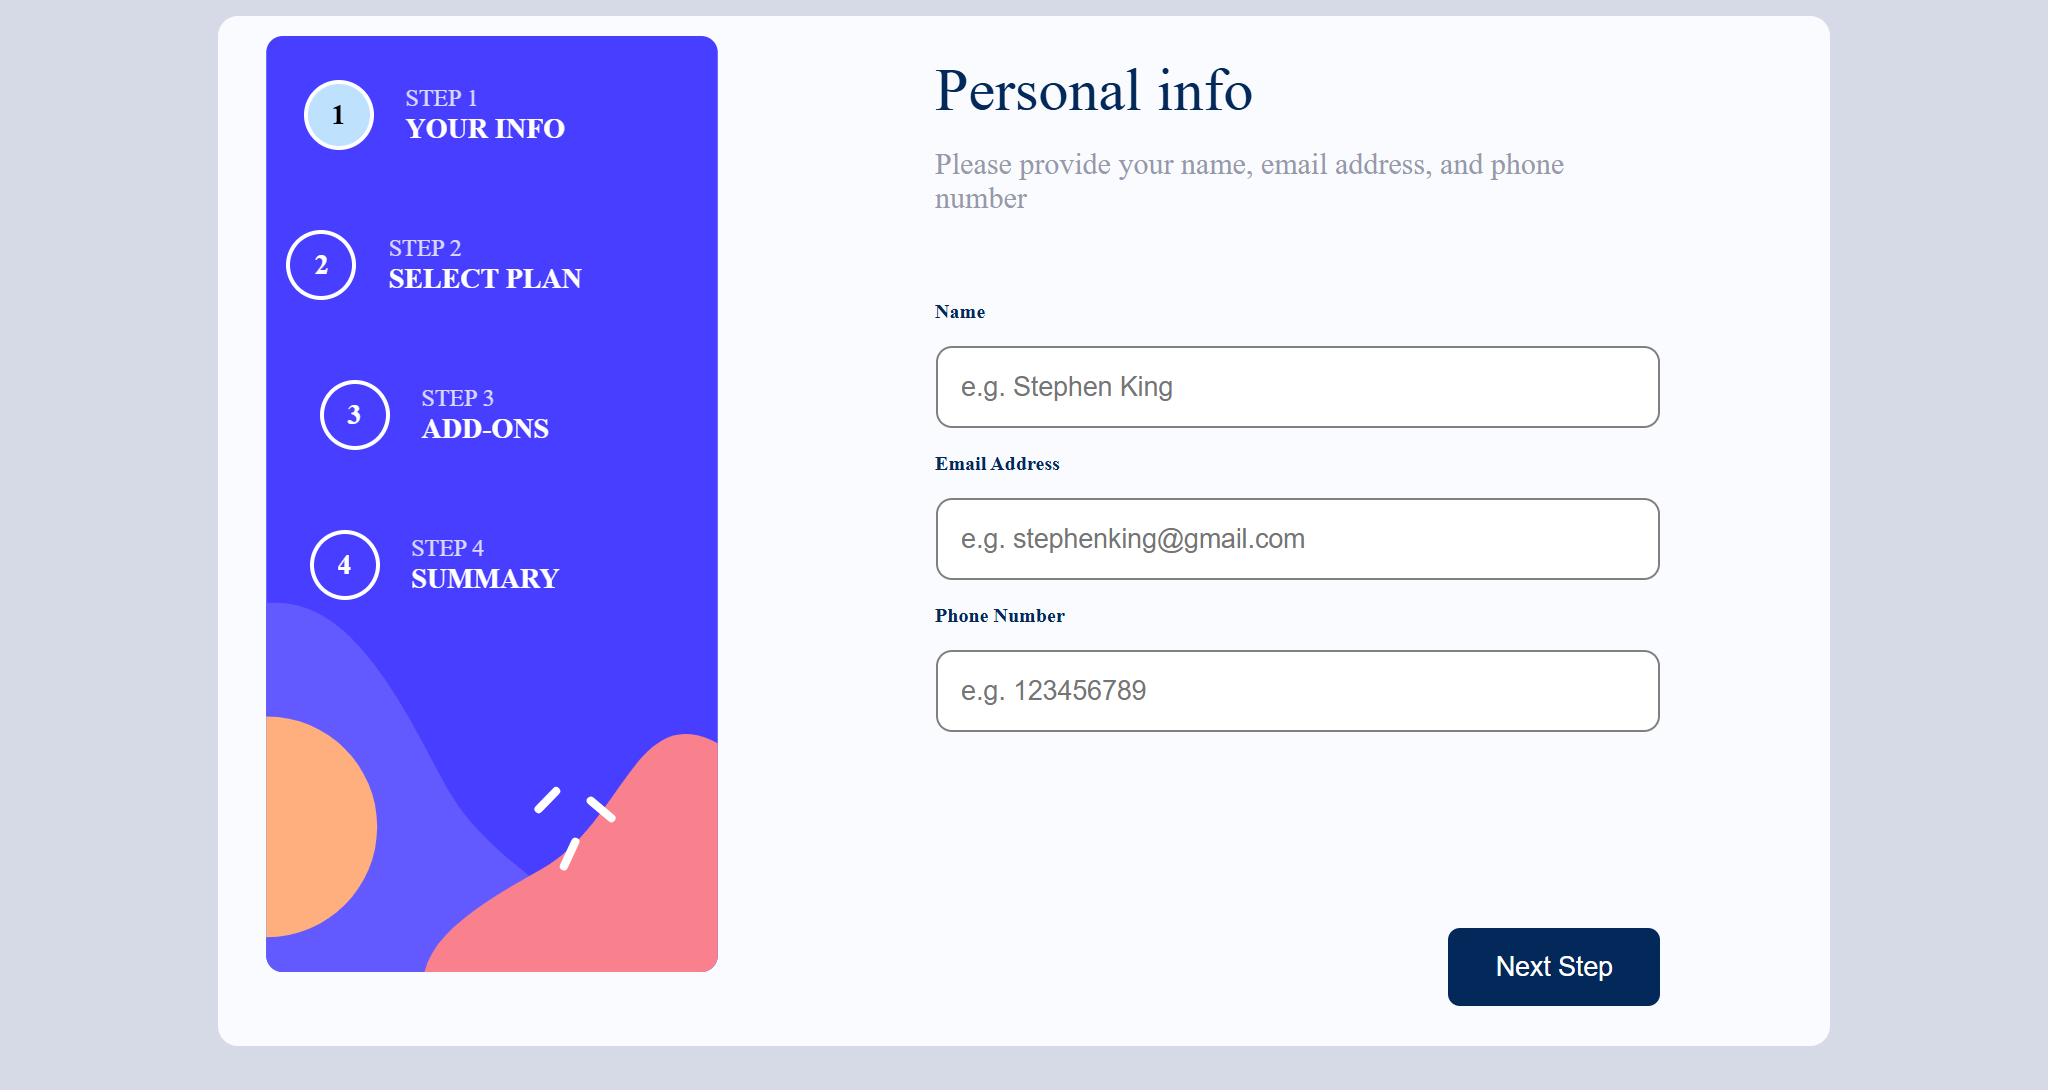 1
STEP 1
YOUR INFO
2
STEP 2
SELECT PLAN
3
STEP 3
ADD-ONS
4
STEP 4
SUMMARY
Personal info
Please provide your name, email address, and phone
number
Name
e.g. Stephen King
Email Address
e.g. stephenking@gmail.com
Phone Number
e.g. 123456789
Next Step